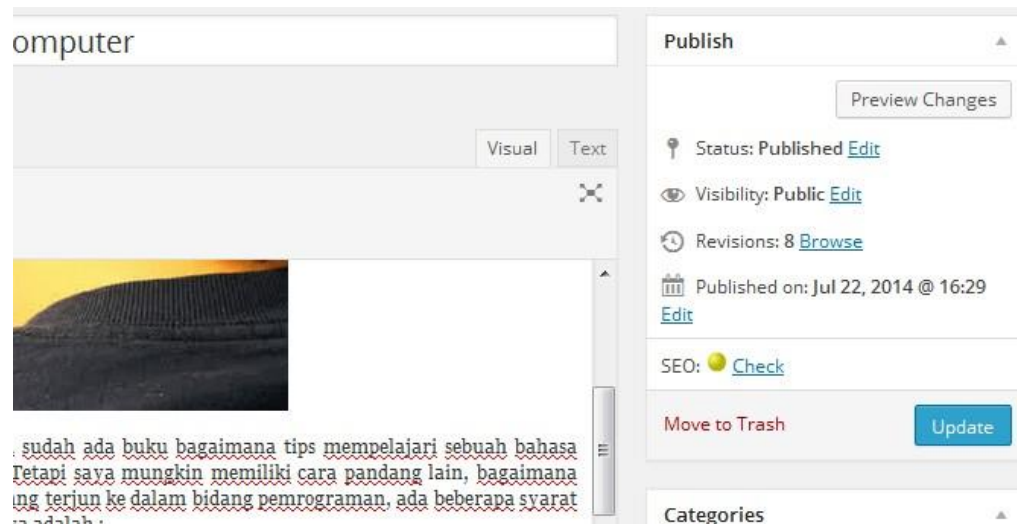 omputer
Visual Text
sudah ada buku bagaimana tips mempelajari sebuah bahasa
Tetapi saya mungkin memiliki cara pandang lain, bagaimana
ng terjun ke dalam bidang pemrograman, ada beberapa syarat
adalah :
Publish
Preview Changes
Status: Published Edit
Visibility: Public Edit
Revisions: 8 Browse
Published on: Jul 22, 2014 @ 16:29
Edit
SEO: Check
Move to Trash
Update
Categories